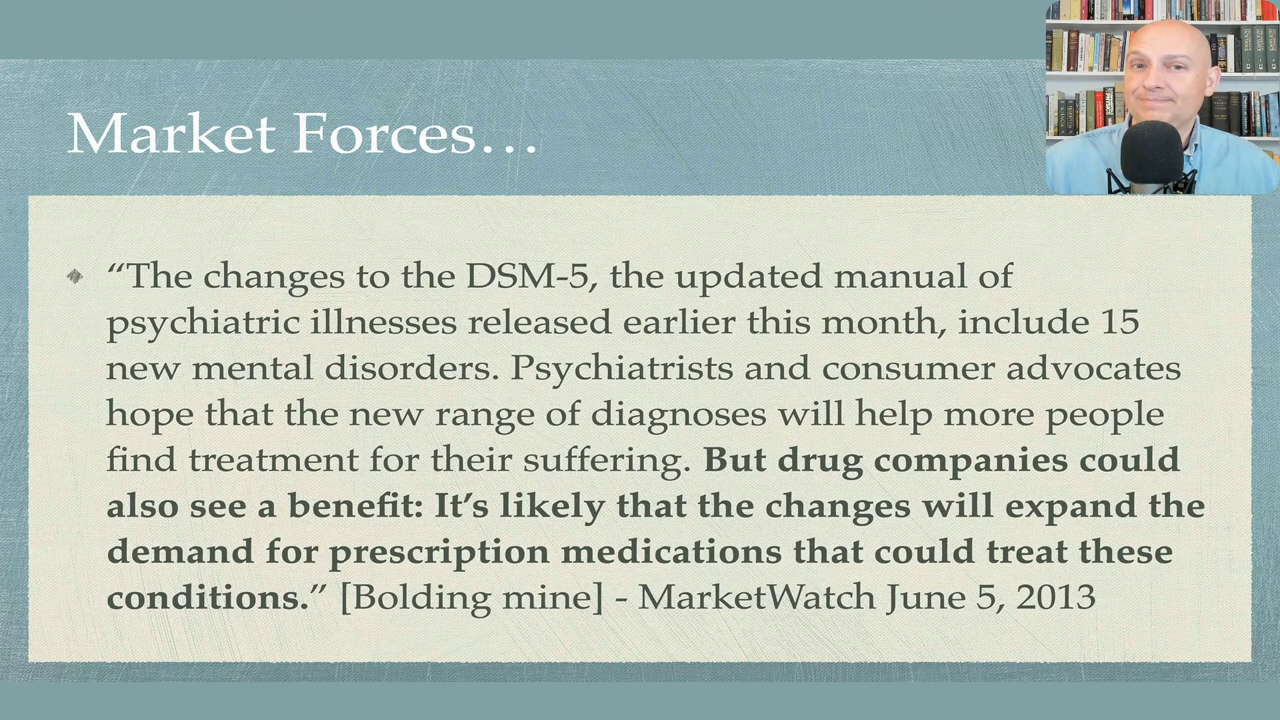 Market Forces…
“The changes to the DSM-5, the updated manual of
psychiatric illnesses released earlier this month, include 15
new mental disorders. Psychiatrists and consumer advocates
hope that the new range of diagnoses will help more people
find treatment for their suffering. But drug companies could
also see a benefit: It’s likely that the changes will expand the
demand for prescription medications that could treat these
conditions.” [Bolding mine] - MarketWatch June 5, 2013